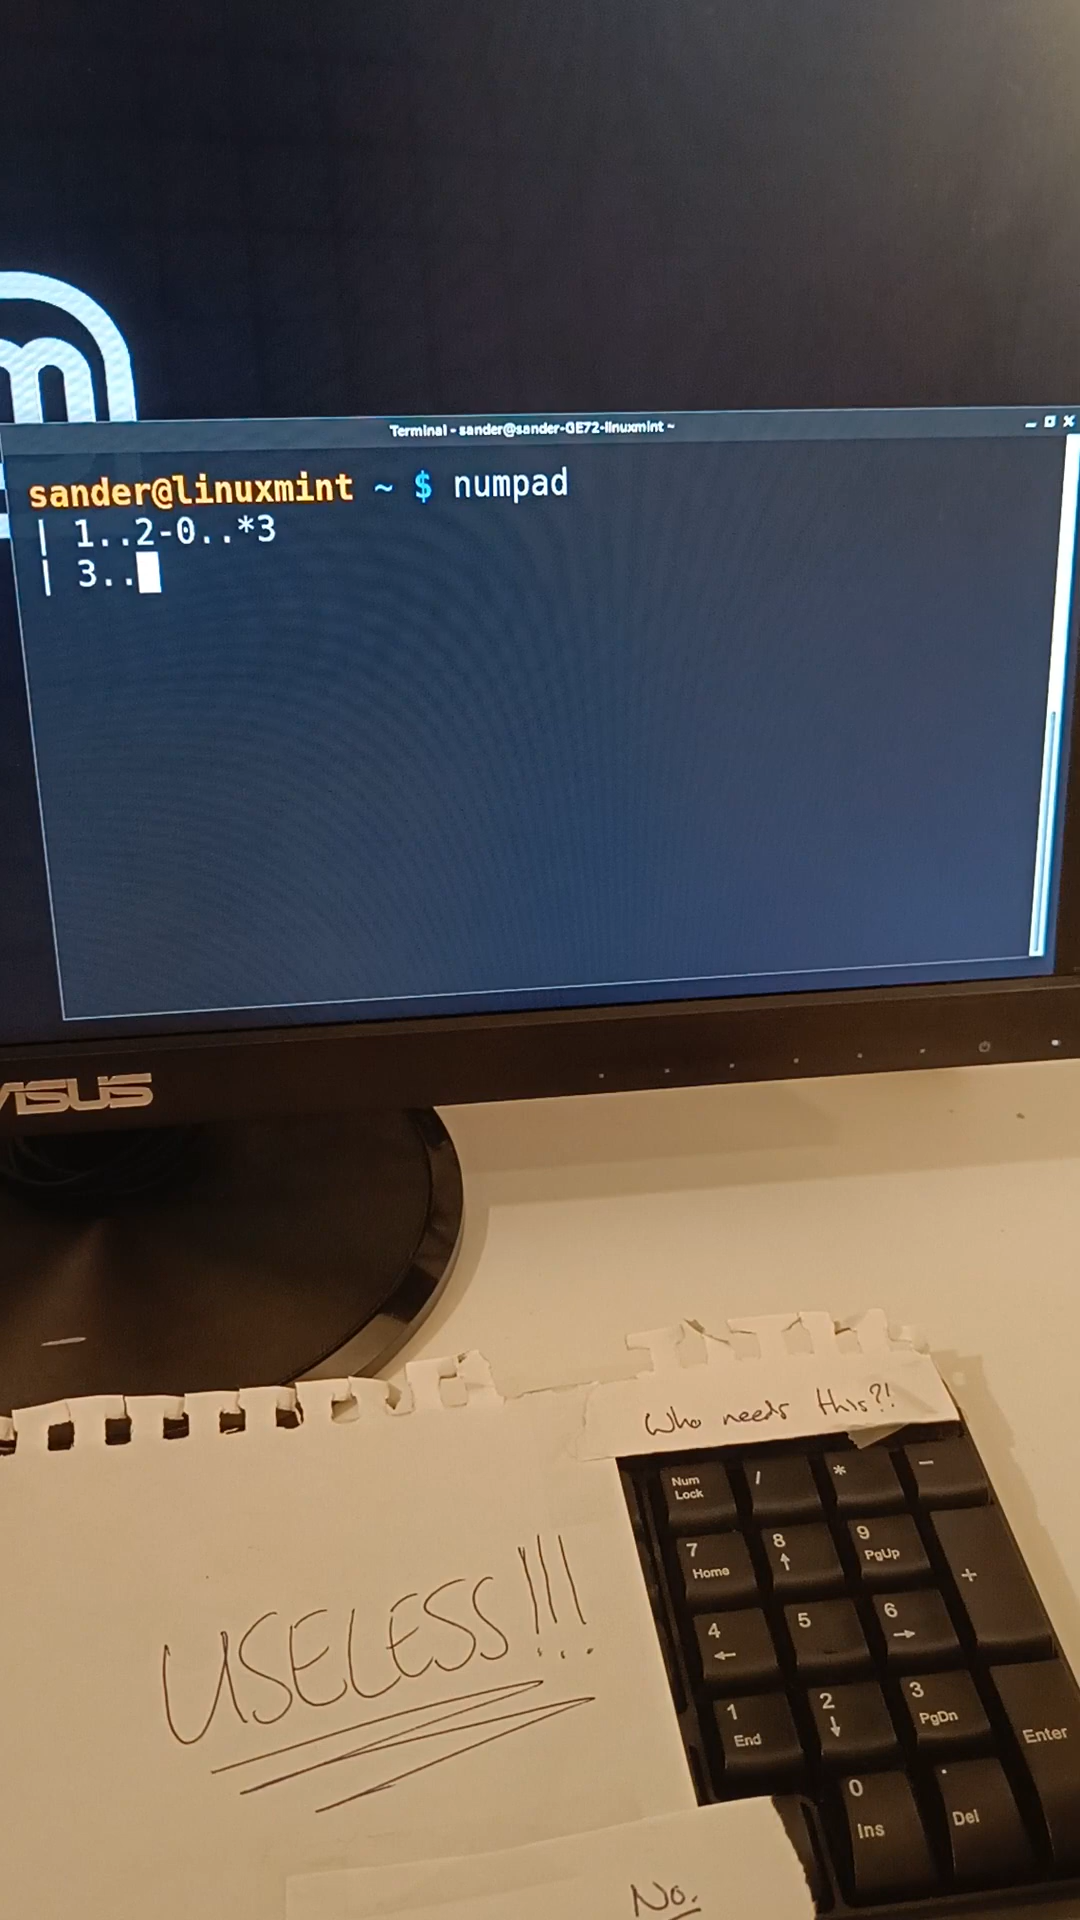 Terminal - sander@sander-GE72-linuxmint ~
sander@linuxmint ~ $ numpad
| 1..2-0..*3
| 3..
ASUS
Who needs this?!
Num Lock / * -
7 Home 8 ↑ 9 PgUp +
4 ← 5 6 →
1 End 2 ↓ 3 PgDn Enter
0 Ins . Del
USELESS!!!
No.